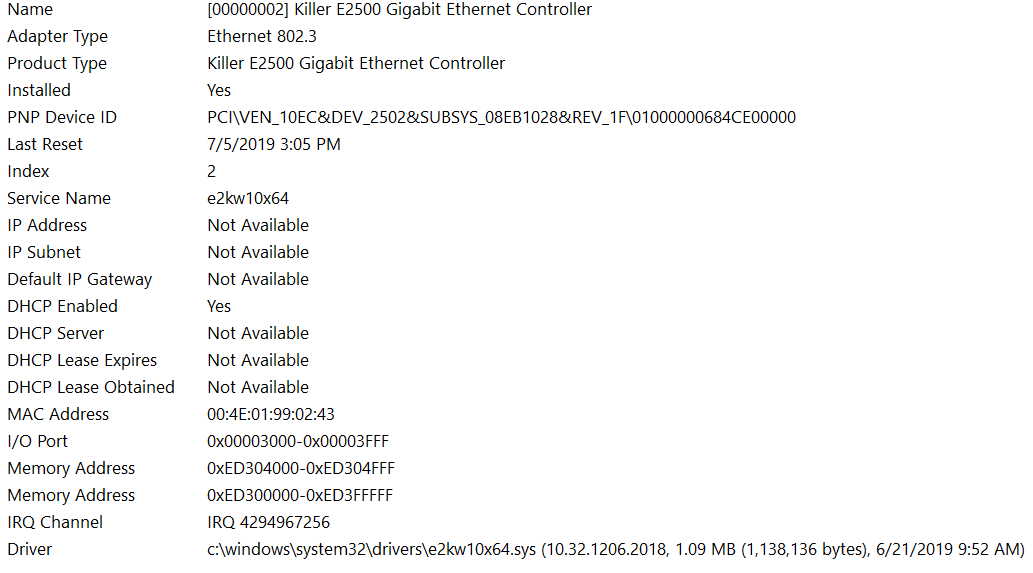 Name [00000002] Killer E2500 Gigabit Ethernet Controller
Adapter Type Ethernet 802.3
Product Type Killer E2500 Gigabit Ethernet Controller
Installed Yes
PNP Device ID PCI\VEN_10EC&DEV_2502&SUBSYS_08EB1028&REV_1F\01000000684CE00000
Last Reset 7/5/2019 3:05 PM
Index 2
Service Name e2kw10x64
IP Address Not Available
IP Subnet Not Available
Default IP Gateway Not Available
DHCP Enabled Yes
DHCP Server Not Available
DHCP Lease Expires Not Available
DHCP Lease Obtained Not Available
MAC Address 00:4E:01:99:02:43
I/O Port 0x00003000-0x00003FFF
Memory Address 0xED304000-0xED304FFF
Memory Address 0xED300000-0xED3FFFFF
IRQ Channel IRQ 4294967256
Driver c:\windows\system32\drivers\e2kw10x64.sys (10.32.1206.2018, 1.09 MB (1,138,136 bytes), 6/21/2019 9:52 AM)